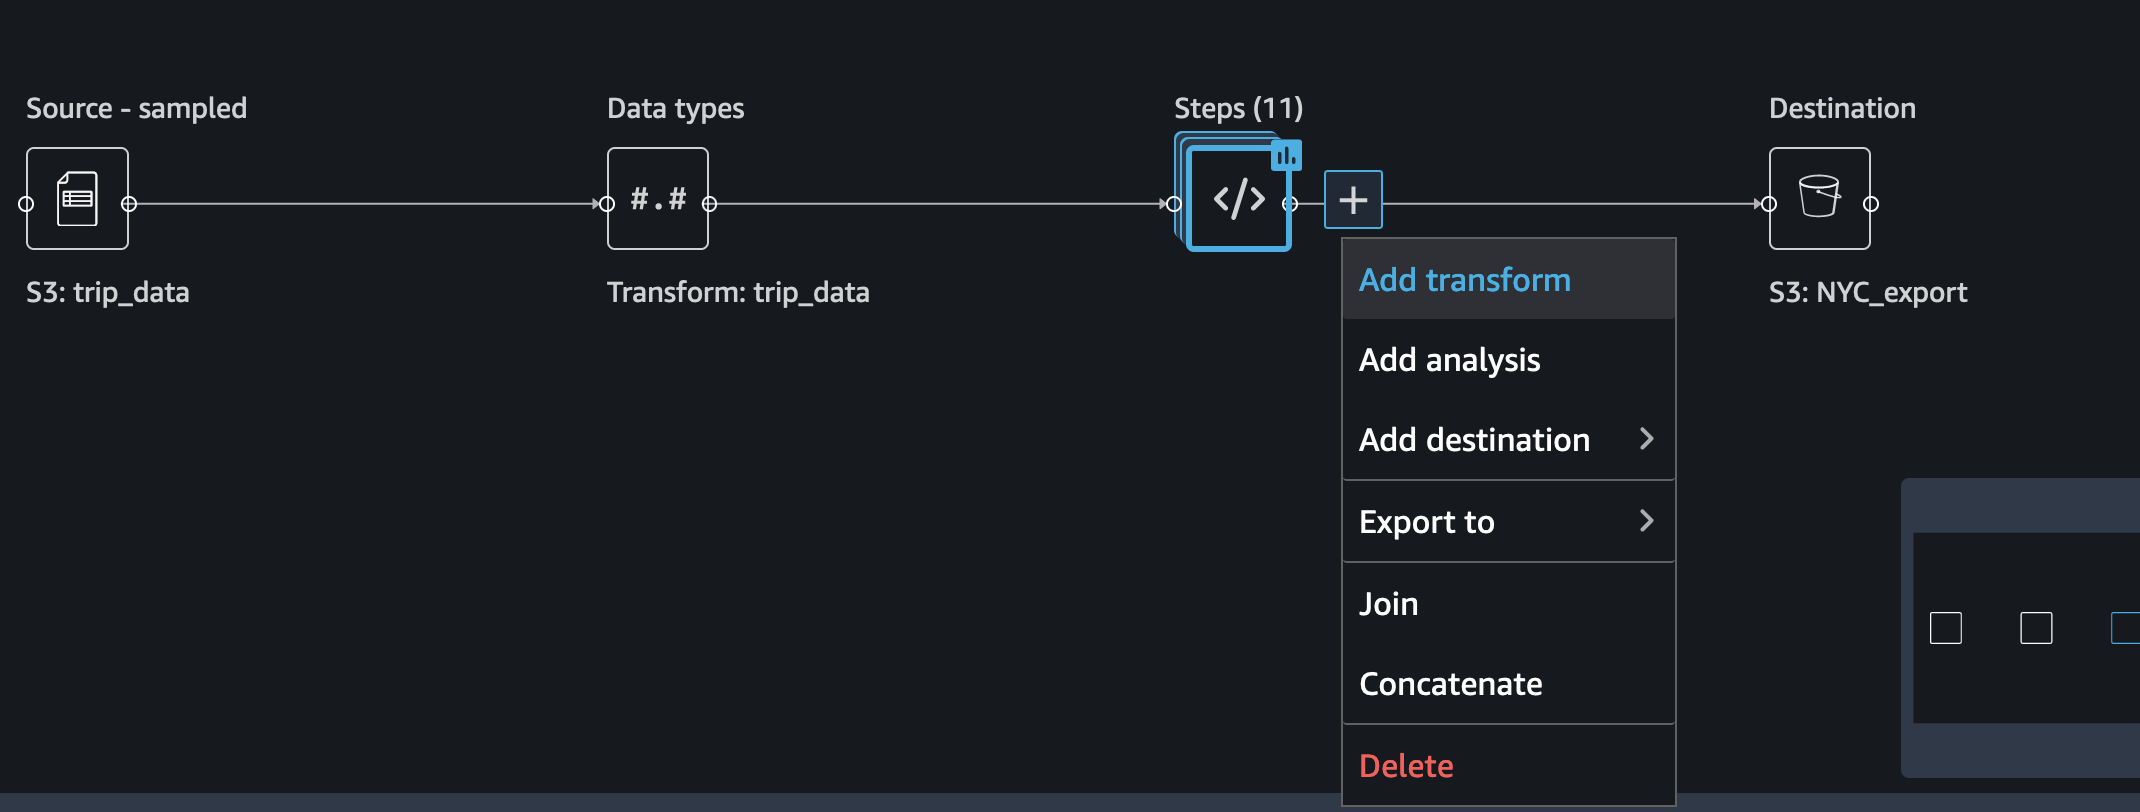 Source - sampled
Data types
Steps (11)
Destination
#.#
</>
S3: trip_data
Transform: trip_data
S3: NYC_export
Add transform
Add analysis
Add destination
Export to
Join
Concatenate
Delete